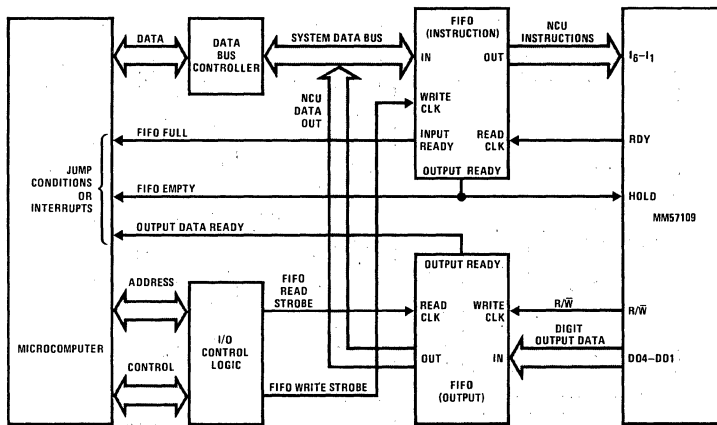 DATA
DATA
BUS
CONTROLLER
SYSTEM DATA BUS
FIFO
(INSTRUCTION)
IN
OUT
NCU
INSTRUCTIONS
I6–I1
NCU
DATA
OUT
WRITE
CLK
FIFO FULL
INPUT
READY
READ
CLK
RDY
JUMP
CONDITIONS
OR
INTERRUPTS
OUTPUT READY
FIFO EMPTY
HOLD
MM57109
OUTPUT DATA READY
OUTPUT READY
ADDRESS
FIFO
READ
STROBE
READ
CLK
WRITE
CLK
R/W̅
R/W̅
MICROCOMPUTER
I/O
CONTROL
LOGIC
DIGIT
OUTPUT DATA
OUT
IN
DO4–DO1
CONTROL
FIFO WRITE STROBE
FIFO
(OUTPUT)